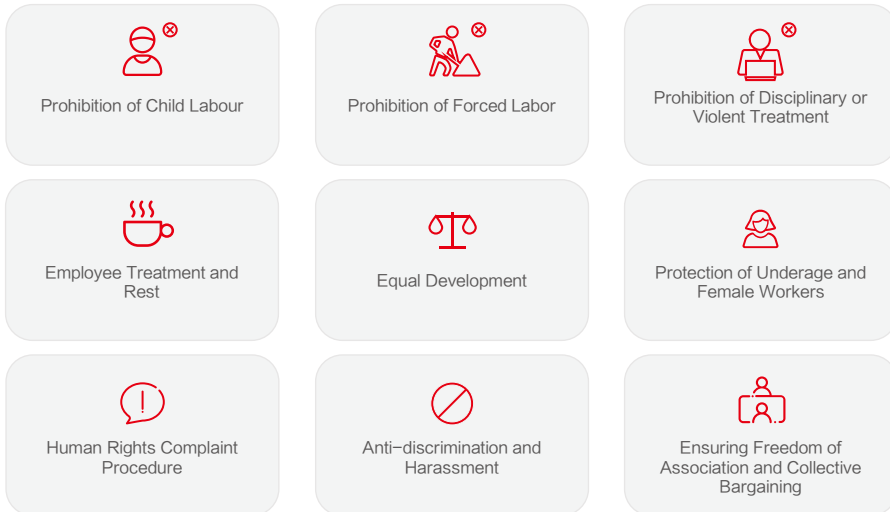 Prohibition of Child Labour
Prohibition of Forced Labor
Prohibition of Disciplinary or
Violent Treatment
Employee Treatment and
Rest
Equal Development
Protection of Underage and
Female Workers
Human Rights Complaint
Procedure
Anti-discrimination and
Harassment
Ensuring Freedom of
Association and Collective
Bargaining